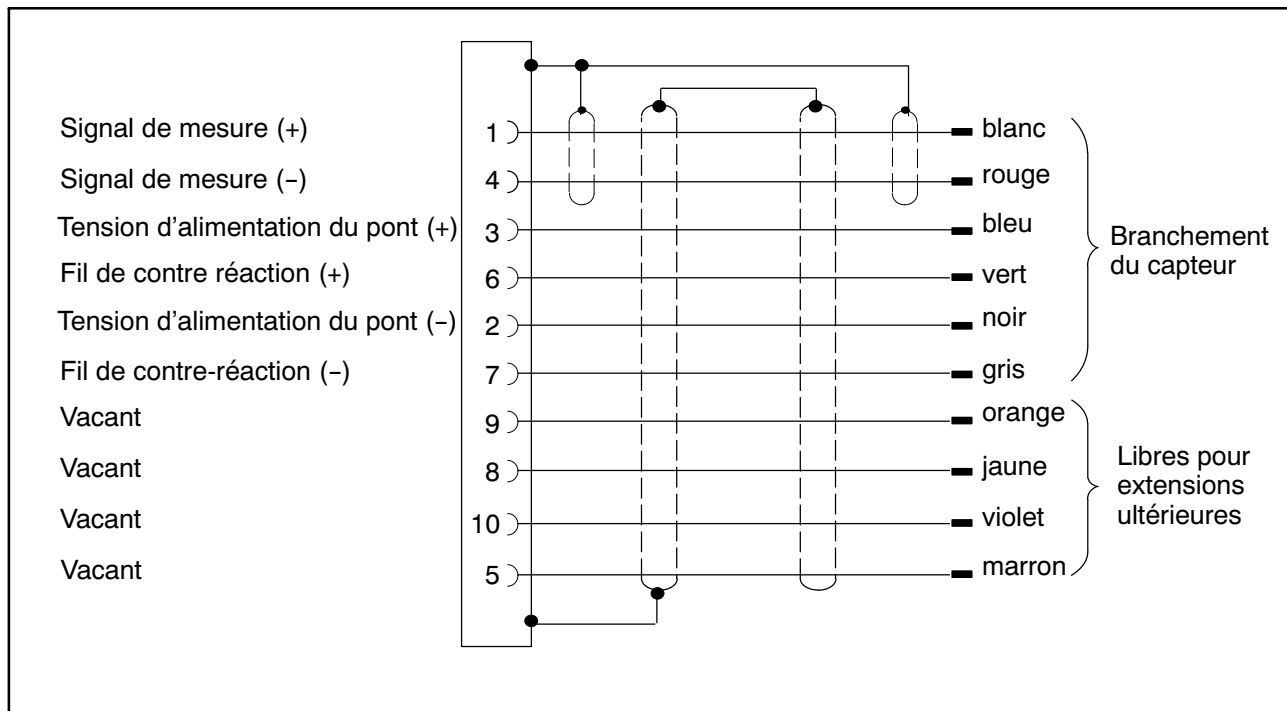 Signal de mesure (+) 1 blanc
Signal de mesure (–) 4 rouge
Tension d’alimentation du pont (+) 3 bleu
Fil de contre réaction (+) 6 vert
Tension d’alimentation du pont (–) 2 noir
Fil de contre-réaction (–) 7 gris
Branchement
du capteur
Vacant 9 orange
Vacant 8 jaune
Vacant 10 violet
Vacant 5 marron
Libres pour
extensions
ultérieures